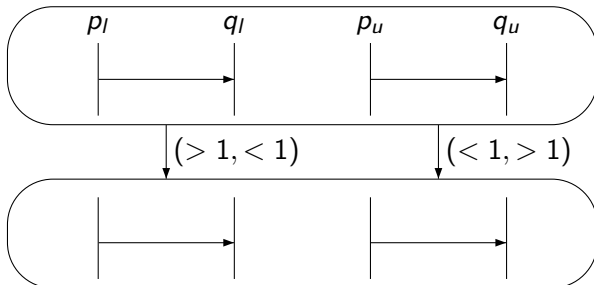 p_l q_l p_u q_u
(> 1, < 1) (< 1, > 1)